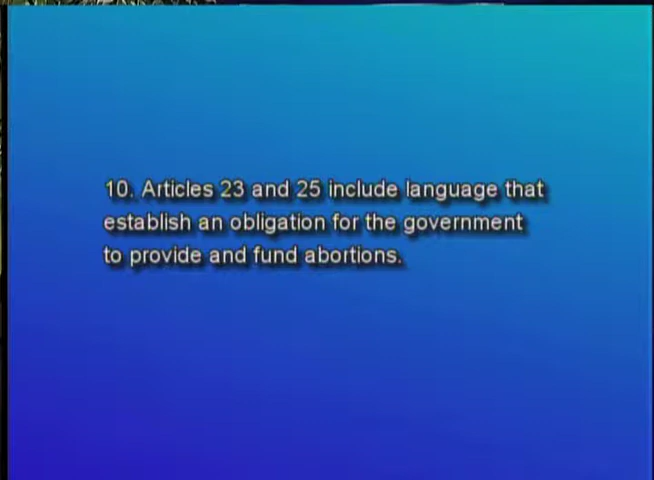 10. Articles 23 and 25 include language that
establish an obligation for the government
to provide and fund abortions.